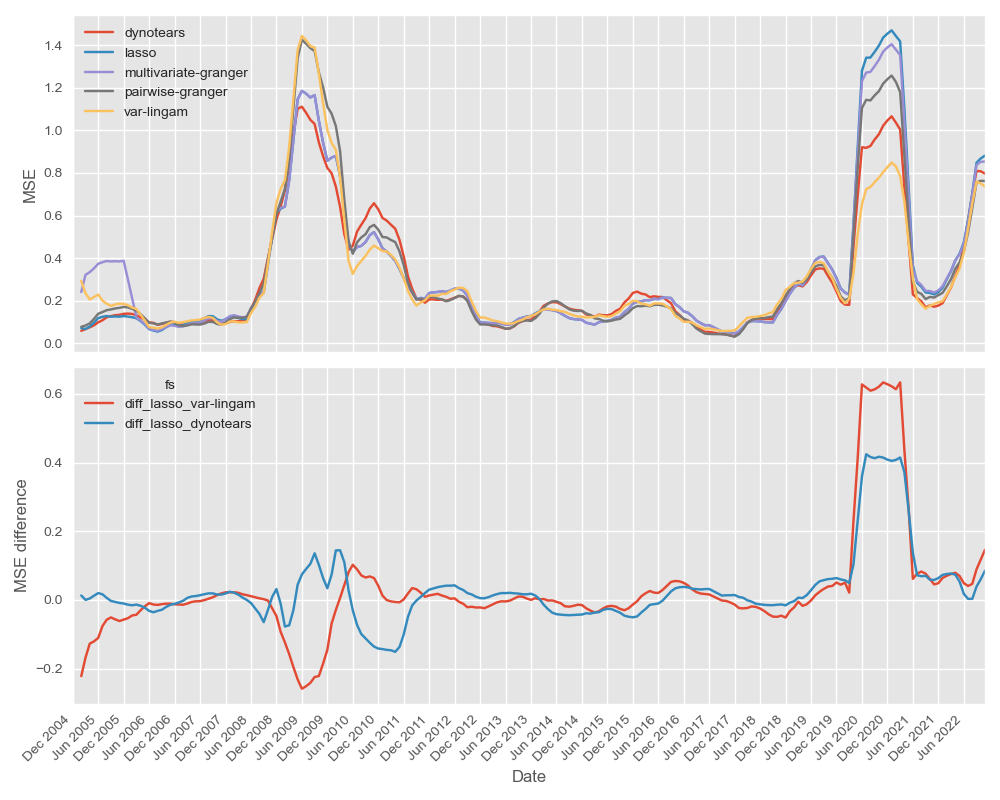 MSE
1.4
1.2
1.0
0.8
0.6
0.4
0.2
0.0
dynotears
lasso
multivariate-granger
pairwise-granger
var-lingam
MSE difference
0.6
0.4
0.2
0.0
−0.2
fs
diff_lasso_var-lingam
diff_lasso_dynotears
Dec 2004
Jun 2005
Dec 2005
Jun 2006
Dec 2006
Jun 2007
Dec 2007
Jun 2008
Dec 2008
Jun 2009
Dec 2009
Jun 2010
Dec 2010
Jun 2011
Dec 2011
Jun 2012
Dec 2012
Jun 2013
Dec 2013
Jun 2014
Dec 2014
Jun 2015
Dec 2015
Jun 2016
Dec 2016
Jun 2017
Dec 2017
Jun 2018
Dec 2018
Jun 2019
Dec 2019
Jun 2020
Dec 2020
Jun 2021
Dec 2021
Jun 2022
Date